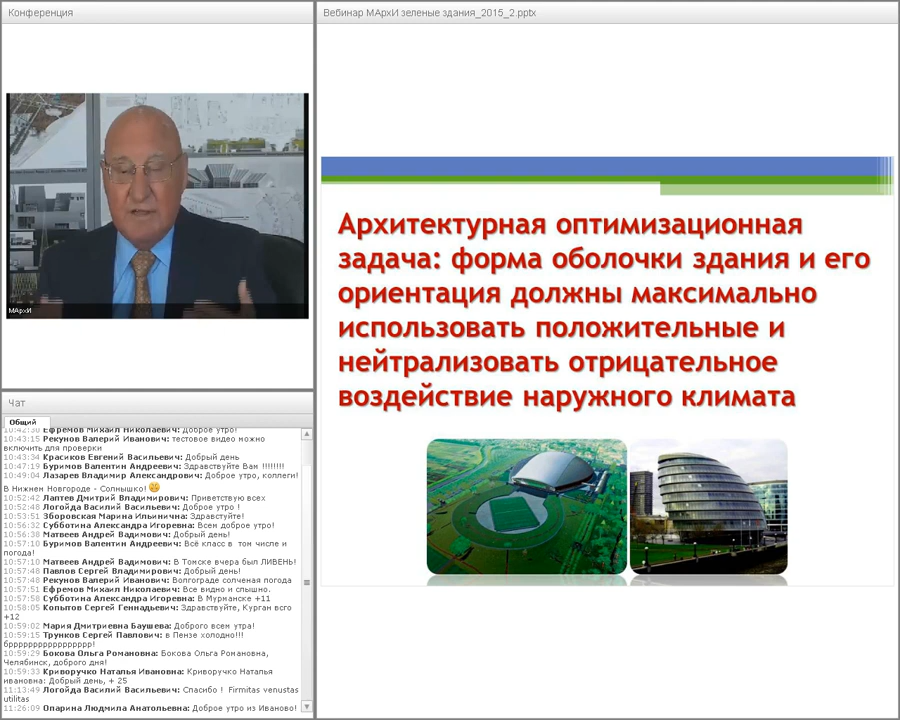 Конференция
МАрхИ
Чат
Общий
10:42:30 Ефремов Михаил Николаевич: Доброе утро!
10:43:15 Рекунов Валерий Иванович: тестовое видео можно
включить для проверки
10:43:34 Красиков Евгений Васильевич: Добрый день
10:47:19 Буримов Валентин Андреевич: Здравствуйте Вам !!!!!!!!
10:49:04 Лазарев Владимир Александрович: Доброе утро, коллеги!
В Нижнем Новгороде - Солнышко!
10:52:42 Лаптев Дмитрий Владимирович: Приветствую всех
10:52:48 Логойда Василий Васильевич: Доброе утро !
10:53:51 Зборовская Марина Ильинична: Здравстуйте!
10:56:32 Субботина Александра Игоревна: Всем доброе утро!
10:56:38 Матвеев Андрей Вадимович: Добрый день!
10:57:10 Буримов Валентин Андреевич: Всё класс в том числе и
погода!
10:57:10 Матвеев Андрей Вадимович: В Томске вчера был ЛИВЕНЬ!
10:57:48 Павлов Сергей Владимирович: Добрый день!
10:57:48 Рекунов Валерий Иванович: Волгограде солченая погода
10:57:51 Ефремов Михаил Николаевич: Все видно и слышно.
10:57:58 Субботина Александра Игоревна: В Мурманске +11
10:58:05 Копытов Сергей Геннадьевич: Здравствуйте, Курган всго
+12
10:59:02 Мария Дмитриевна Баушева: Доброго всем утра!
10:59:15 Трунков Сергей Павлович: в Пензе холодно!!!
бррррррррррррррррр!
10:59:29 Бокова Ольга Романовна: Бокова Ольга Романовна,
Челябинск, доброго дня!
10:59:33 Криворучко Наталья Ивановна: Криворучко Наталья
ивановна: Добрый день, + 25
11:13:49 Логойда Василий Васильевич: Спасибо ! Firmitas venustas
utilitas
11:26:09 Опарина Людмила Анатольевна: Доброе утро из Иваново!
Вебинар МАрхИ зеленые здания_2015_2.pptx
Архитектурная оптимизационная
задача: форма оболочки здания и его
ориентация должны максимально
использовать положительные и
нейтрализовать отрицательное
воздействие наружного климата